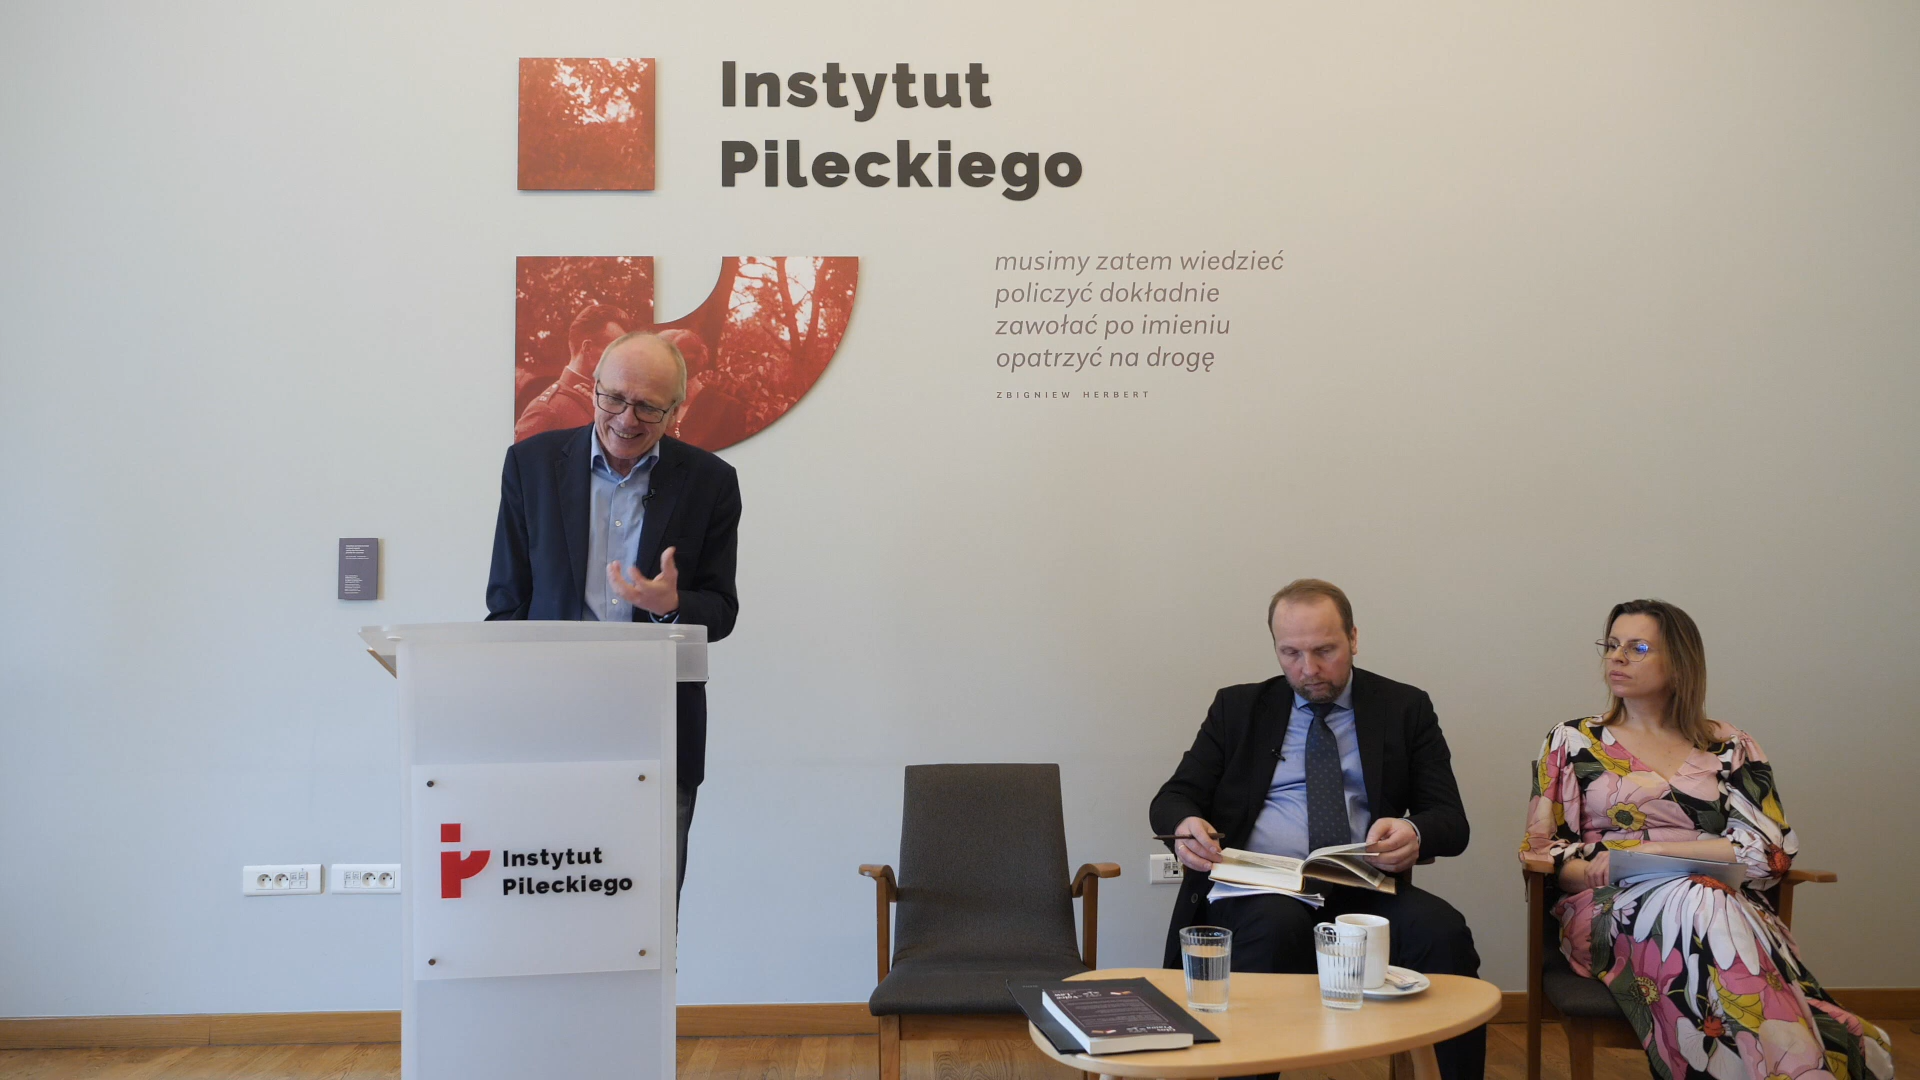 Instytut
Pileckiego
musimy zatem wiedzieć
policzyć dokładnie
zawołać po imieniu
opatrzyć na drogę
ZBIGNIEW HERBERT
Instytut
Pileckiego